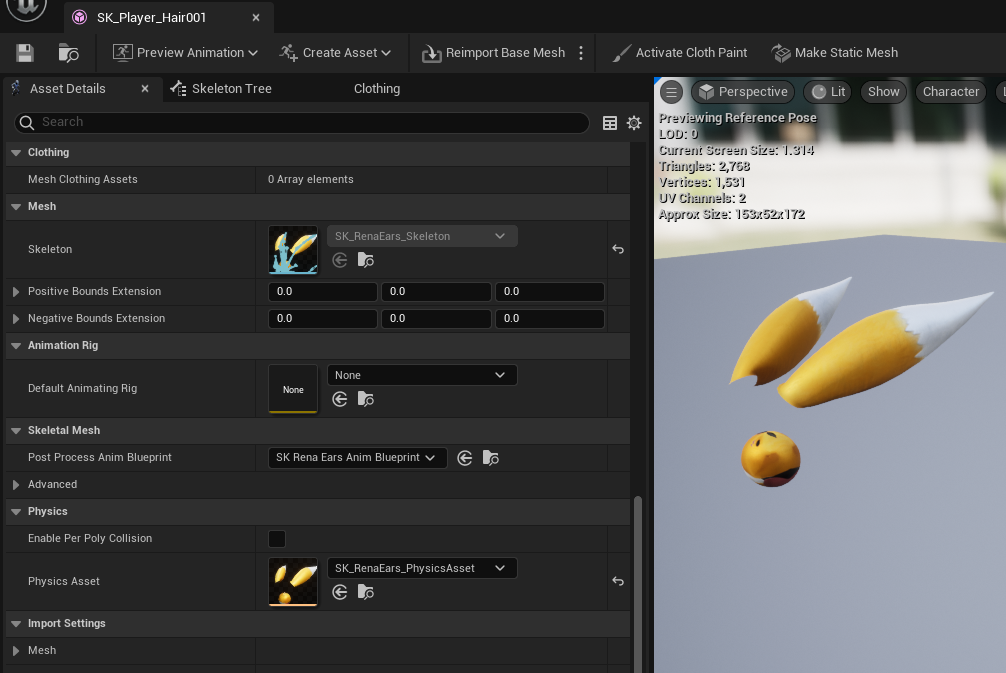 SK_Player_Hair001
Preview Animation
Create Asset
Reimport Base Mesh
Activate Cloth Paint
Make Static Mesh
Asset Details
Skeleton Tree
Clothing
Search
Clothing
Mesh Clothing Assets
0 Array elements
Mesh
Skeleton
SK_RenaEars_Skeleton
Positive Bounds Extension
0.0 0.0 0.0
Negative Bounds Extension
0.0 0.0 0.0
Animation Rig
Default Animating Rig
None
None
Skeletal Mesh
Post Process Anim Blueprint
SK Rena Ears Anim Blueprint
Advanced
Physics
Enable Per Poly Collision
Physics Asset
SK_RenaEars_PhysicsAsset
Import Settings
Mesh
Perspective
Lit
Show
Character
Previewing Reference Pose
LOD: 0
Current Screen Size: 1.314
Triangles: 2,768
Vertices: 1,531
UV Channels: 2
Approx Size: 153x52x172